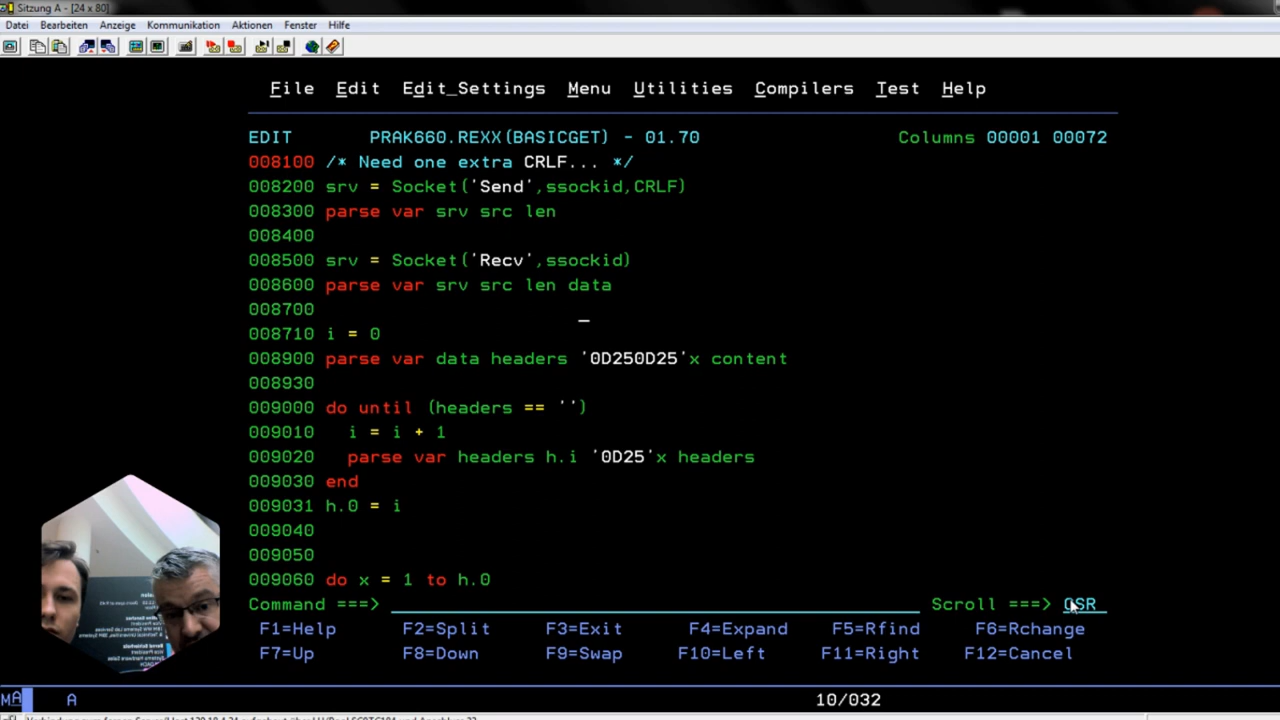 Sitzung A - [24 x 80]
Datei Bearbeiten Anzeige Kommunikation Aktionen Fenster Hilfe
File Edit Edit_Settings Menu Utilities Compilers Test Help
EDIT PRAK660.REXX(BASICGET) - 01.70 Columns 00001 00072
008100 /* Need one extra CRLF... */
008200 srv = Socket('Send',ssockid,CRLF)
008300 parse var srv src len
008400
008500 srv = Socket('Recv',ssockid)
008600 parse var srv src len data
008700
008710 i = 0
008900 parse var data headers '0D250D25'x content
008930
009000 do until (headers == '')
009010 i = i + 1
009020 parse var headers h.i '0D25'x headers
009030 end
009031 h.0 = i
009040
009050
009060 do x = 1 to h.0
Command ===> Scroll ===> CSR
F1=Help F2=Split F3=Exit F4=Expand F5=Rfind F6=Rchange
F7=Up F8=Down F9=Swap F10=Left F11=Right F12=Cancel
MA A 10/032